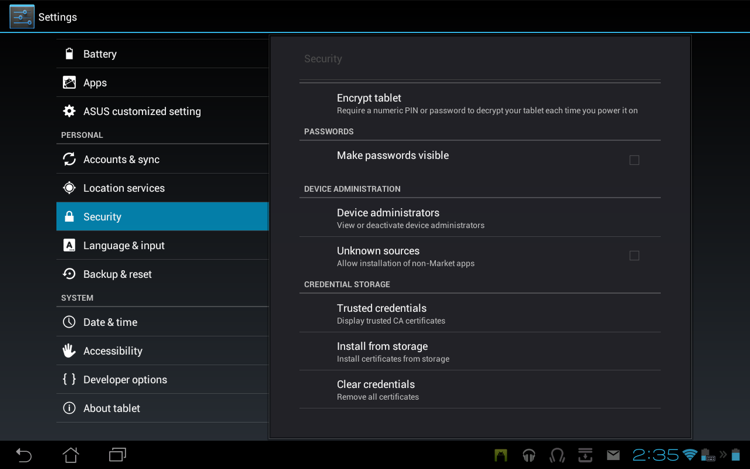 Settings
Battery
Apps
ASUS customized setting
PERSONAL
Accounts & sync
Location services
Security
Language & input
Backup & reset
SYSTEM
Date & time
Accessibility
Developer options
About tablet
Security
Encrypt tablet
Require a numeric PIN or password to decrypt your tablet each time you power it on
PASSWORDS
Make passwords visible
DEVICE ADMINISTRATION
Device administrators
View or deactivate device administrators
Unknown sources
Allow installation of non-Market apps
CREDENTIAL STORAGE
Trusted credentials
Display trusted CA certificates
Install from storage
Install certificates from storage
Clear credentials
Remove all certificates
2:35